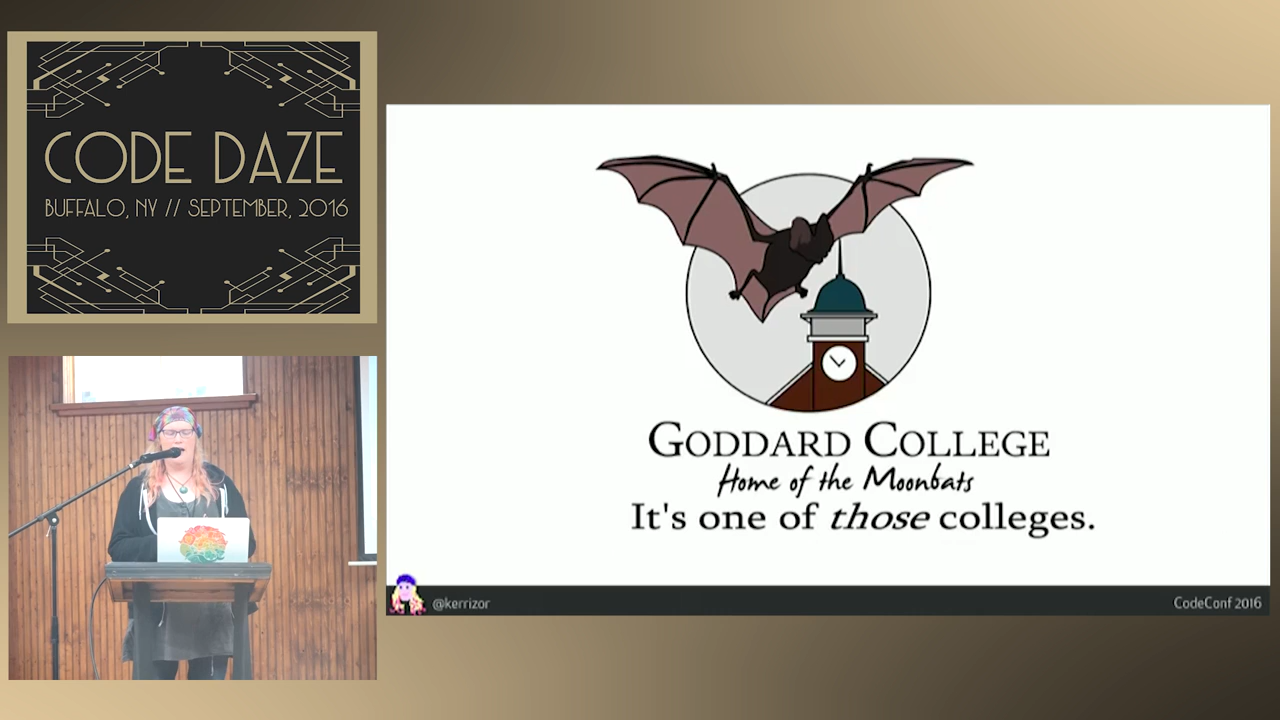 CODE DAZE
BUFFALO, NY // SEPTEMBER, 2016
GODDARD COLLEGE
Home of the Moonbats
It's one of those colleges.
@kerrizor
CodeConf 2016